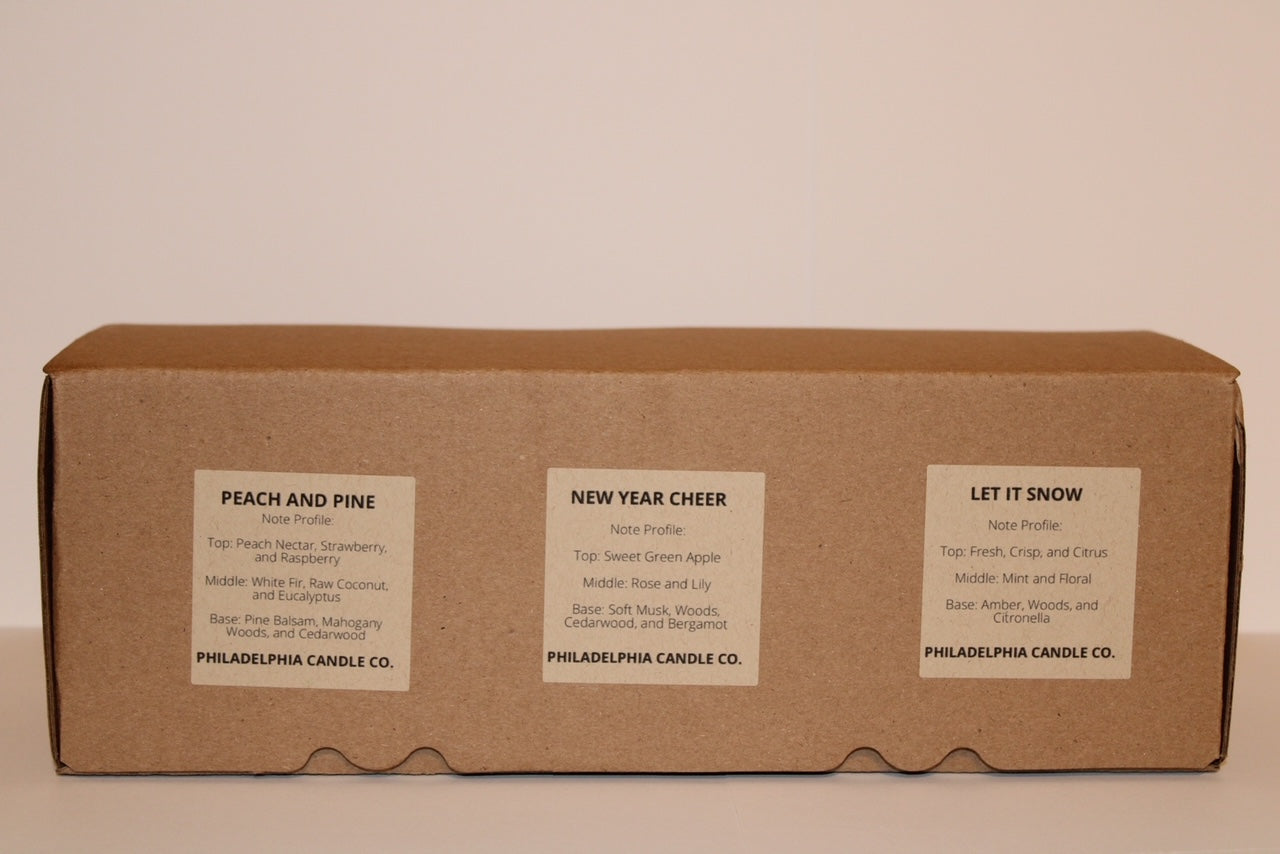 PEACH AND PINE
Note Profile:
Top: Peach Nectar, Strawberry,
and Raspberry
Middle: White Fir, Raw Coconut,
and Eucalyptus
Base: Pine Balsam, Mahogany
Woods, and Cedarwood
PHILADELPHIA CANDLE CO.
NEW YEAR CHEER
Note Profile:
Top: Sweet Green Apple
Middle: Rose and Lily
Base: Soft Musk, Woods,
Cedarwood, and Bergamot
PHILADELPHIA CANDLE CO.
LET IT SNOW
Note Profile:
Top: Fresh, Crisp, and Citrus
Middle: Mint and Floral
Base: Amber, Woods, and
Citronella
PHILADELPHIA CANDLE CO.